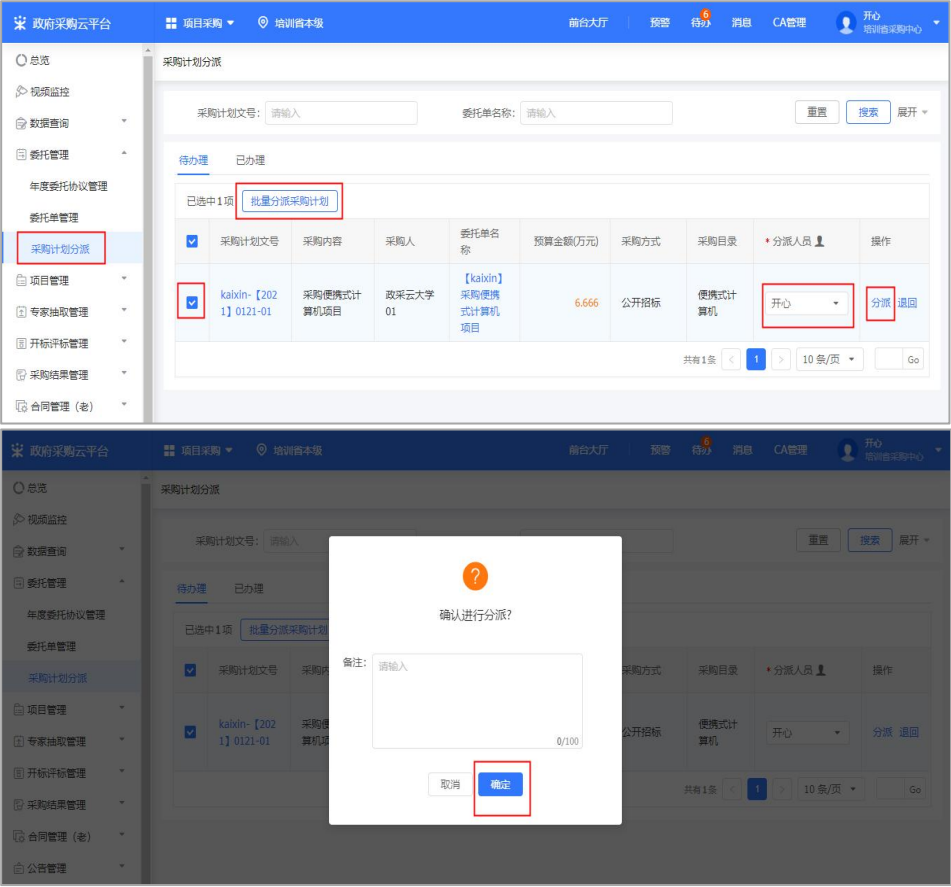 政府采购云平台 项目采购 培训省本级 前台大厅 预警 待办 6 消息 CA管理 开心
培训省采购中心
总览
采购计划分派
视频监控
采购计划文号： 请输入 委托单名称： 请输入 重置 搜索 展开
数据查询
委托管理
待办理 已办理
年度委托协议管理
已选中1项 批量分派采购计划
委托单管理
采购计划分派
采购计划文号 采购内容 采购人 委托单名称 预算金额(万元) 采购方式 采购目录 * 分派人员 操作
项目管理
kaixin-【2021】0121-01 采购便携式计算机项目 政采云大学01 【kaixin】采购便携式计算机项目 6.666 公开招标 便携式计算机 开心 分派 退回
专家抽取管理
开标评标管理
共有1条 < 1 > 10 条/页 Go
采购结果管理
合同管理（老）
政府采购云平台 项目采购 培训省本级 前台大厅 预警 待办 6 消息 CA管理 开心
培训省采购中心
总览
采购计划分派
视频监控
采购计划文号： 请输入 重置 搜索 展开
数据查询
委托管理
待办理 已办理
年度委托协议管理
已选中1项 批量分派采购计划
委托单管理
采购计划分派
采购计划文号 采购内 采购方式 采购目录 * 分派人员 操作
项目管理
kaixin-【2021】0121-01 采购便 算机项 公开招标 便携式计算机 开心 分派 退回
专家抽取管理
开标评标管理
共有1条 < 1 > 10 条/页 Go
采购结果管理
合同管理（老）
公告管理
?
确认进行分派?
备注： 请输入
0/100
取消 确定